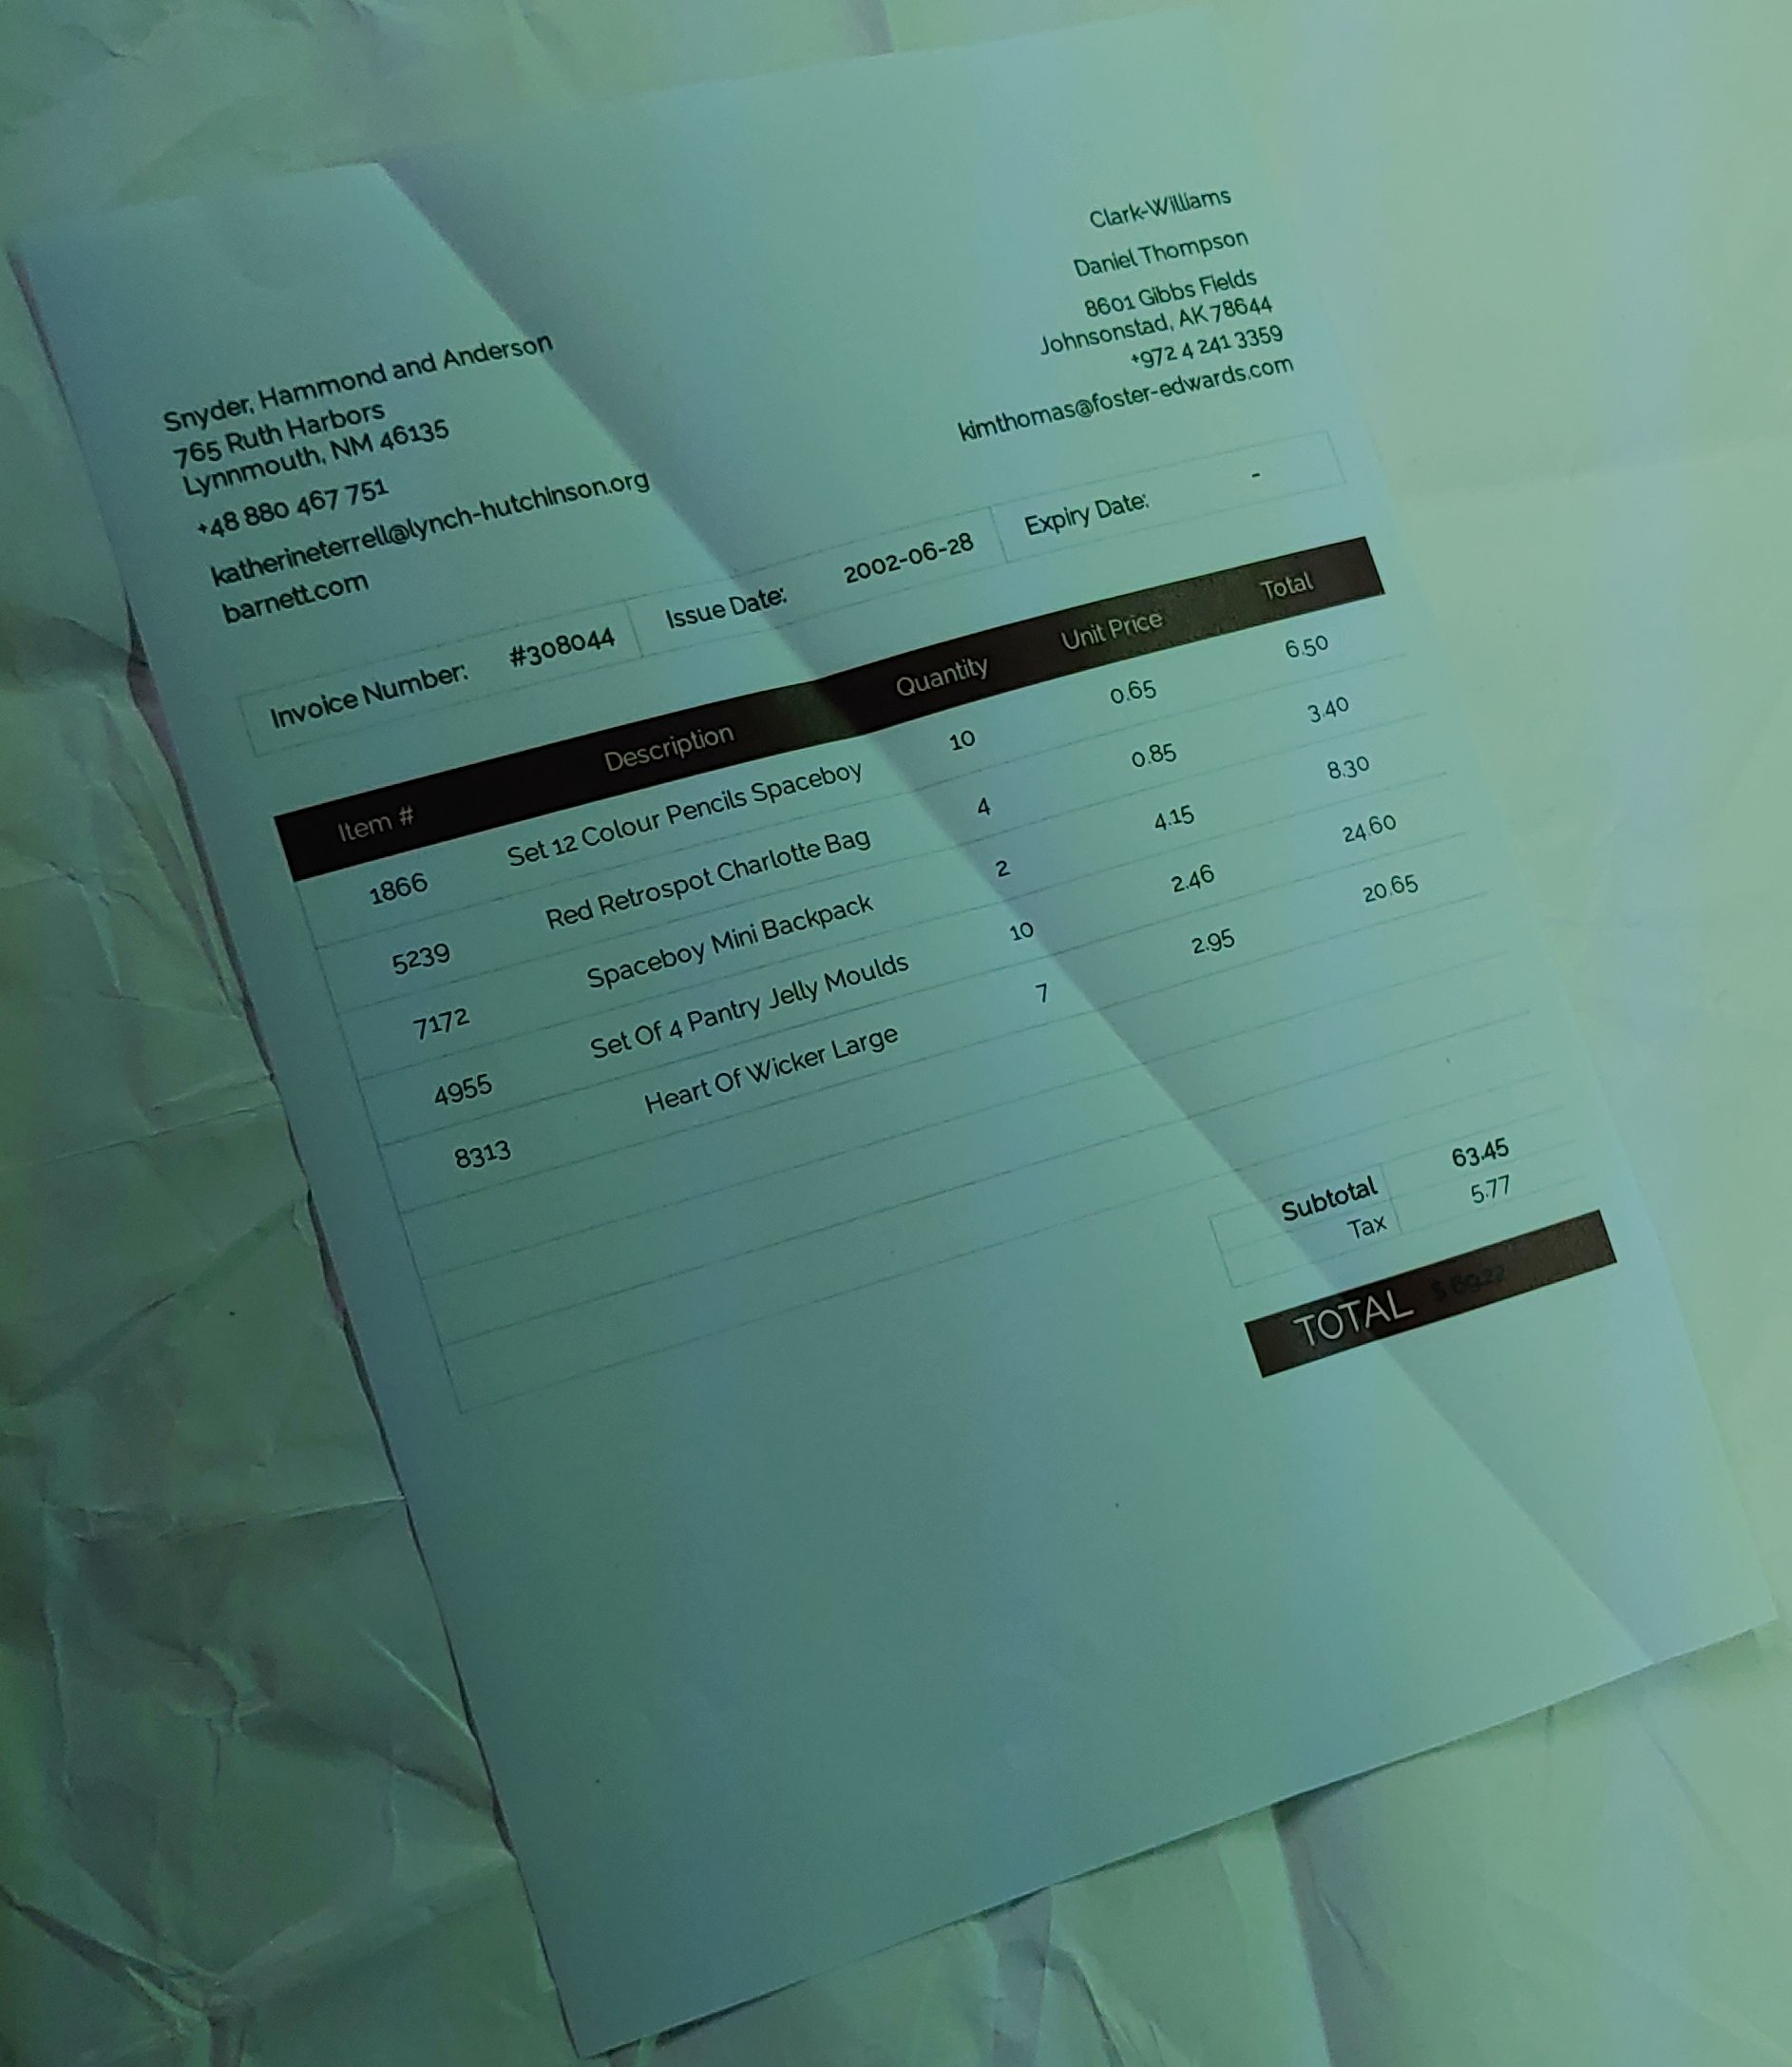 Clark-Williams
Daniel Thompson
8601 Gibbs Fields
Johnsonstad, AK 78644
+972 4 241 3359
kimthomas@foster-edwards.com
Snyder, Hammond and Anderson
765 Ruth Harbors
Lynnmouth, NM 46135
+48 880 467 751
katherineterrell@lynch-hutchinson.org
barnett.com
Invoice Number: #308044 Issue Date: 2002-06-28 Expiry Date: -
Item # Description Quantity Unit Price Total
1866 Set 12 Colour Pencils Spaceboy 10 0.65 6.50
5239 Red Retrospot Charlotte Bag 4 0.85 3.40
7172 Spaceboy Mini Backpack 2 4.15 8.30
4955 Set Of 4 Pantry Jelly Moulds 10 2.46 24.60
8313 Heart Of Wicker Large 7 2.95 20.65
Subtotal 63.45
Tax 5.77
TOTAL $ 69.22